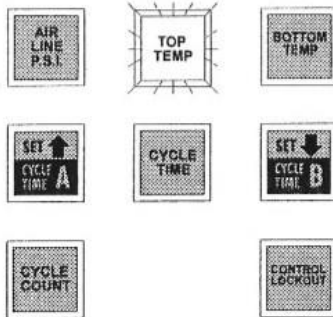 AIR
LINE
P.S.I.
TOP
TEMP
BOTTOM
TEMP
SET
CYCLE
TIME A
CYCLE
TIME
SET
CYCLE
TIME B
CYCLE
COUNT
CONTROL
LOCKOUT